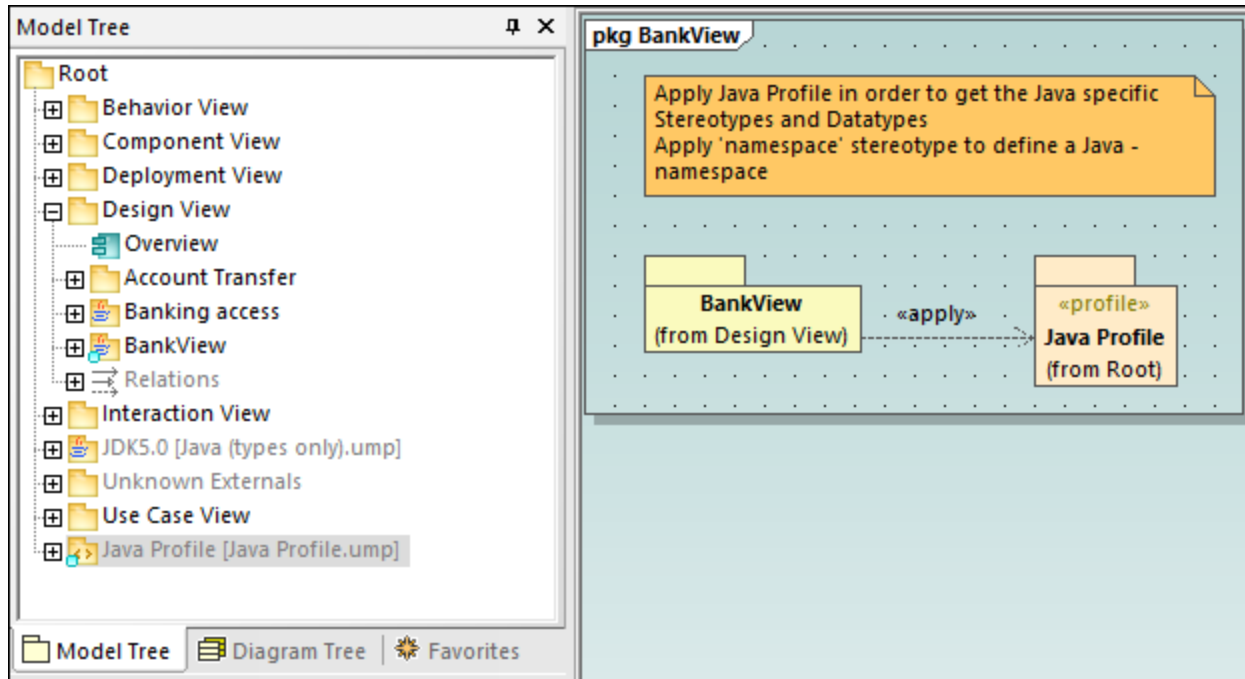 Model Tree
Root
Behavior View
Component View
Deployment View
Design View
Overview
Account Transfer
Banking access
BankView
Relations
Interaction View
JDK5.0 [Java (types only).ump]
Unknown Externals
Use Case View
Java Profile [Java Profile.ump]
Model Tree
Diagram Tree
Favorites
pkg BankView
Apply Java Profile in order to get the Java specific
Stereotypes and Datatypes
Apply 'namespace' stereotype to define a Java -
namespace
BankView
(from Design View)
«apply»
«profile»
Java Profile
(from Root)